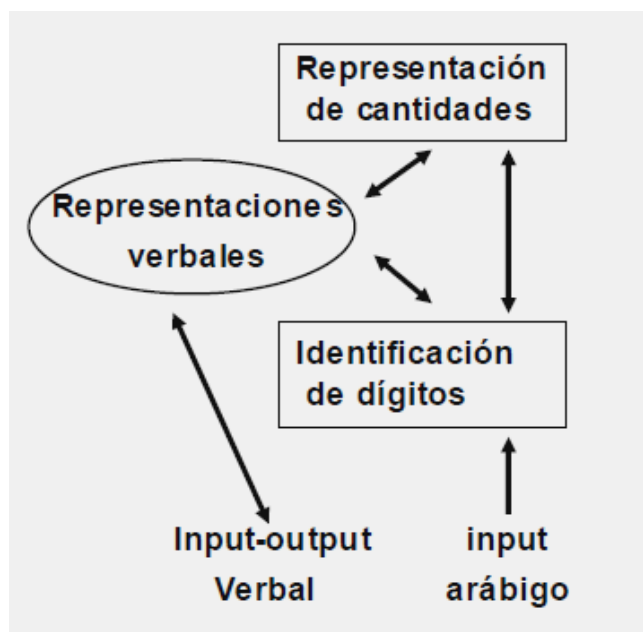 Representación
de cantidades
Representaciones
verbales
Identificación
de dígitos
Input-output
Verbal
input
arábigo